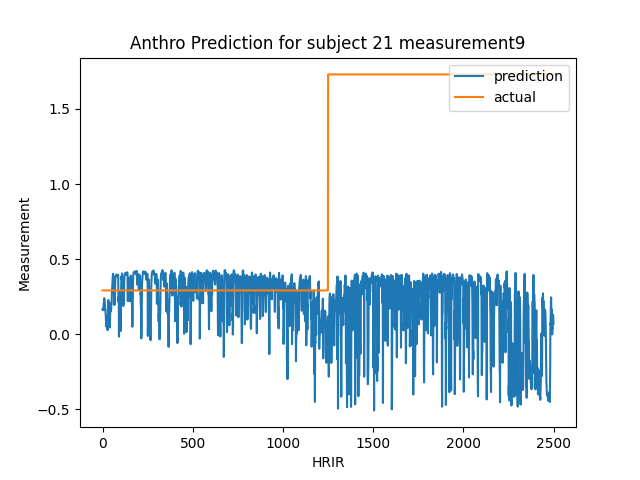 Anthro Prediction for subject 21 measurement9
prediction
actual
Measurement
1.5
1.0
0.5
0.0
−0.5
0
500
1000
1500
2000
2500
HRIR